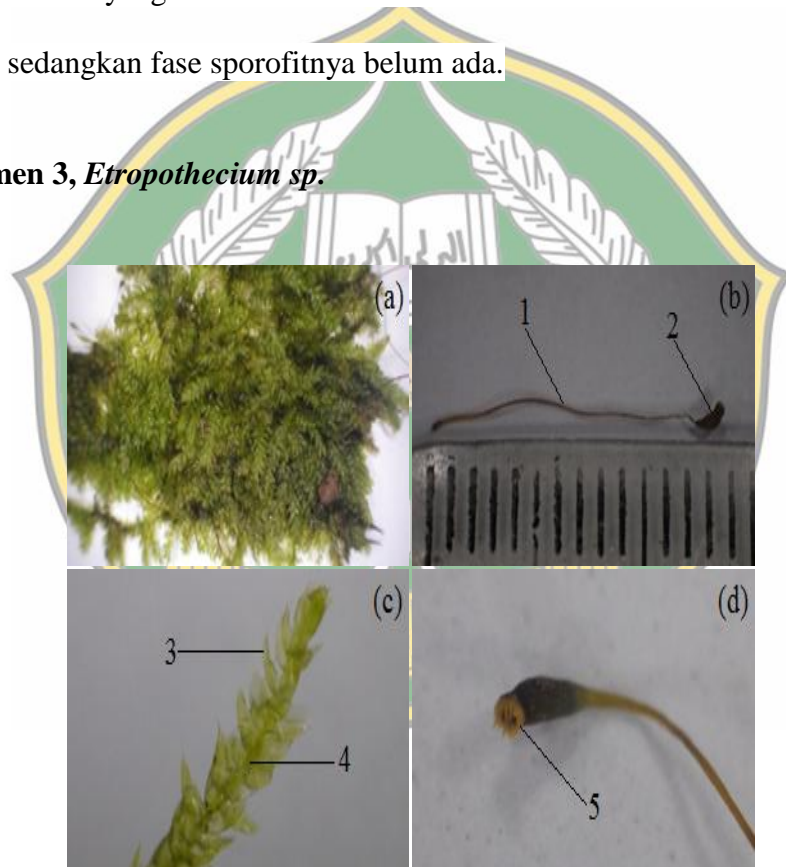 sedangkan fase sporofitnya belum ada.
men 3, Etropothecium sp.
(a)
(b)
1
2
(c)
3
4
(d)
5